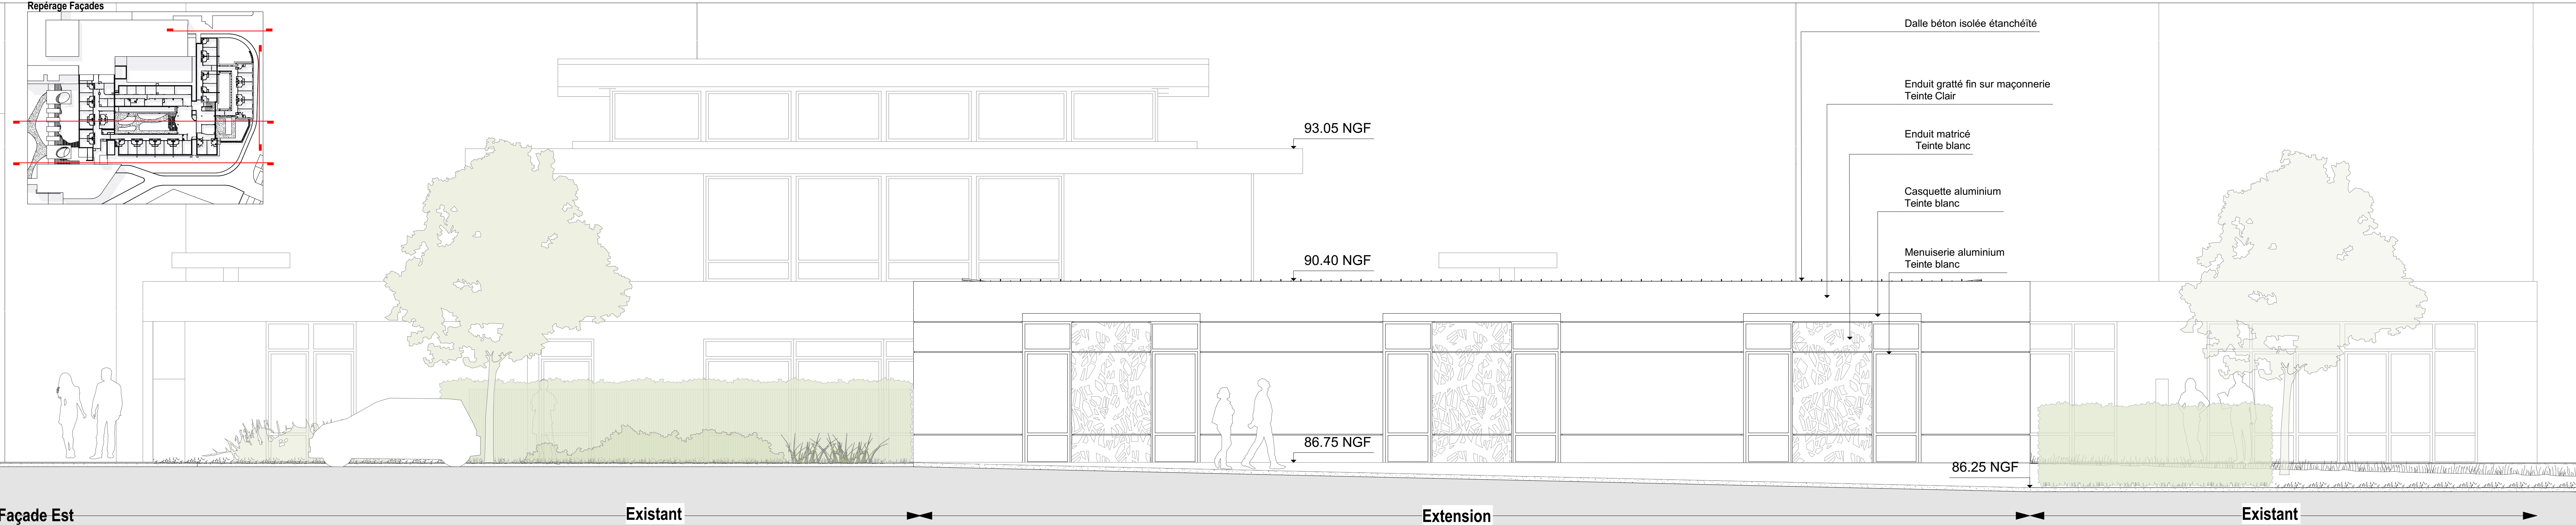 Repérage Façades
Dalle béton isolée étanchéïté
Enduit gratté fin sur maçonnerie
Teinte Clair
93.05 NGF
Enduit matricé
Teinte blanc
Casquette aluminium
Teinte blanc
Menuiserie aluminium
Teinte blanc
90.40 NGF
86.75 NGF
86.25 NGF
Façade Est
Existant
Extension
Existant